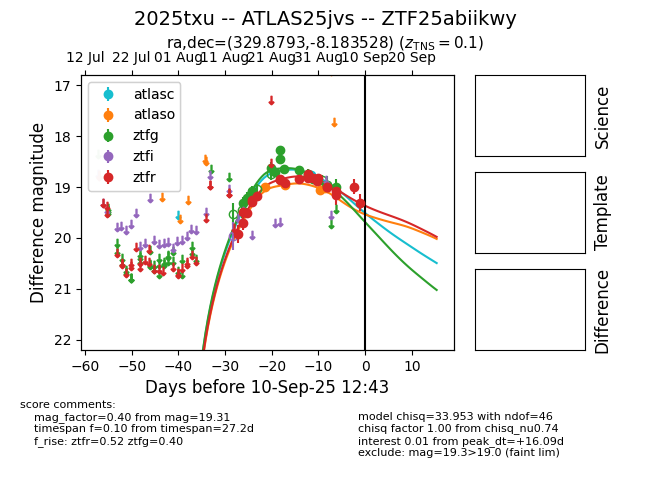 2025txu -- ATLAS25jvs -- ZTF25abiikwy
ra,dec=(329.8793,-8.183528) (z_TNS = 0.1)
12 Jul 22 Jul 01 Aug 11 Aug 21 Aug 31 Aug 10 Sep 20 Sep
17
18
19
20
21
22
Difference magnitude
atlasc
atlaso
ztfg
ztfi
ztfr
−60 −50 −40 −30 −20 −10 0 10
Days before 10-Sep-25 12:43
Science
Template
Difference
score comments:
mag_factor=0.40 from mag=19.31
timespan f=0.10 from timespan=27.2d
f_rise: ztfr=0.52 ztfg=0.40
model chisq=33.953 with ndof=46
chisq factor 1.00 from chisq_nu0.74
interest 0.01 from peak_dt=+16.09d
exclude: mag=19.3>19.0 (faint lim)